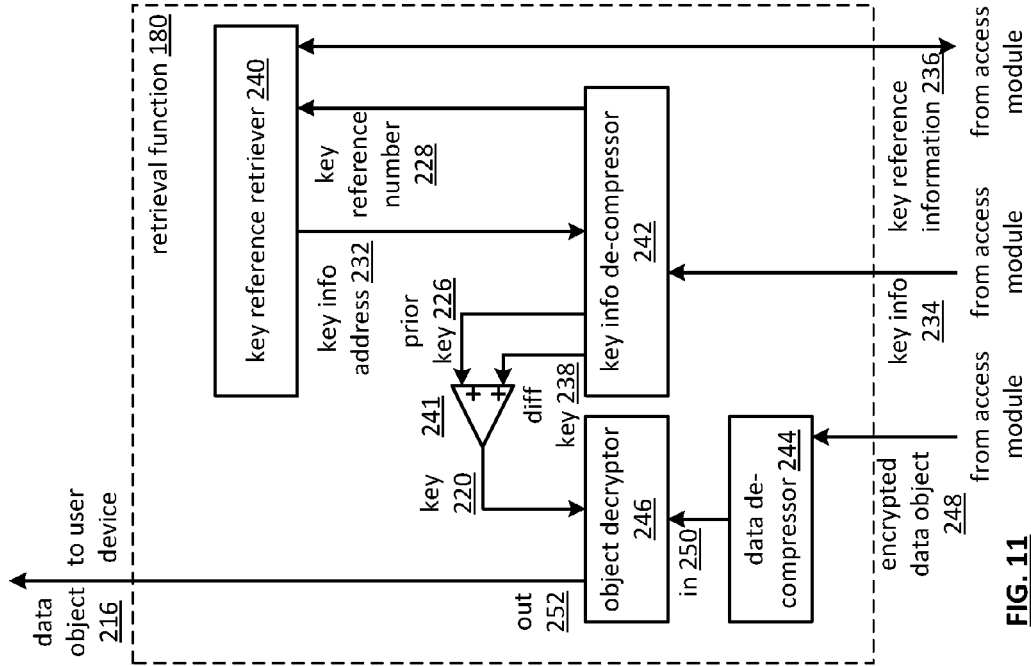 retrieval function 180
key reference retriever 240
key info
address 232
key
reference
number
228
prior
key 226
241
key
220
diff
key 238
key info de-compressor
242
object decryptor
246
in 250
data de-
compressor 244
out
252
data
object
216
to user
device
encrypted
data object
248
from access
module
key info
234
from access
module
key reference
information 236
from access
module
FIG. 11